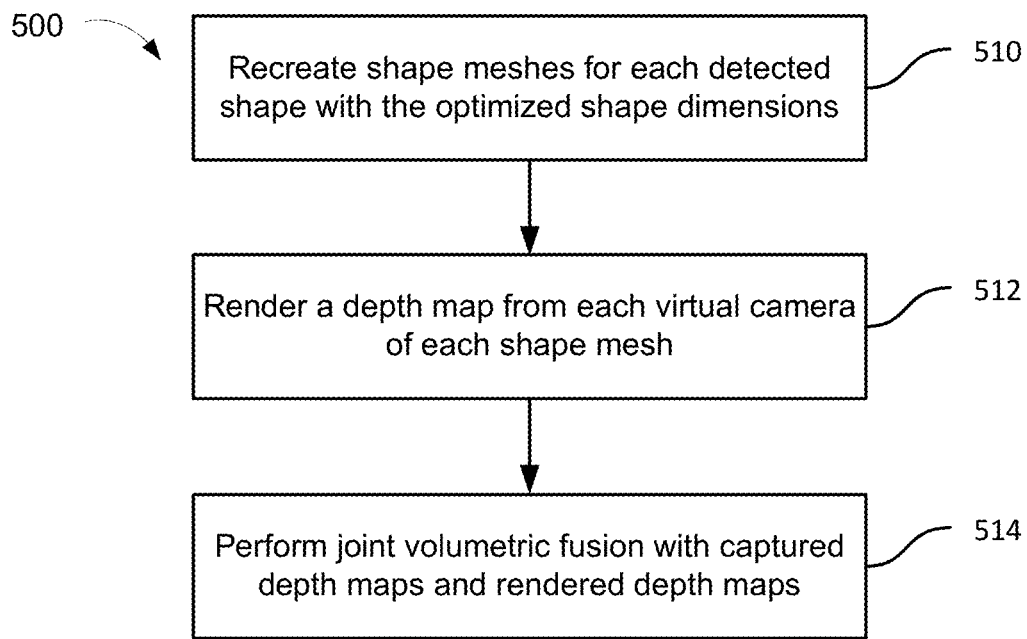 500
Recreate shape meshes for each detected
shape with the optimized shape dimensions
510
Render a depth map from each virtual camera
of each shape mesh
512
Perform joint volumetric fusion with captured
depth maps and rendered depth maps
514